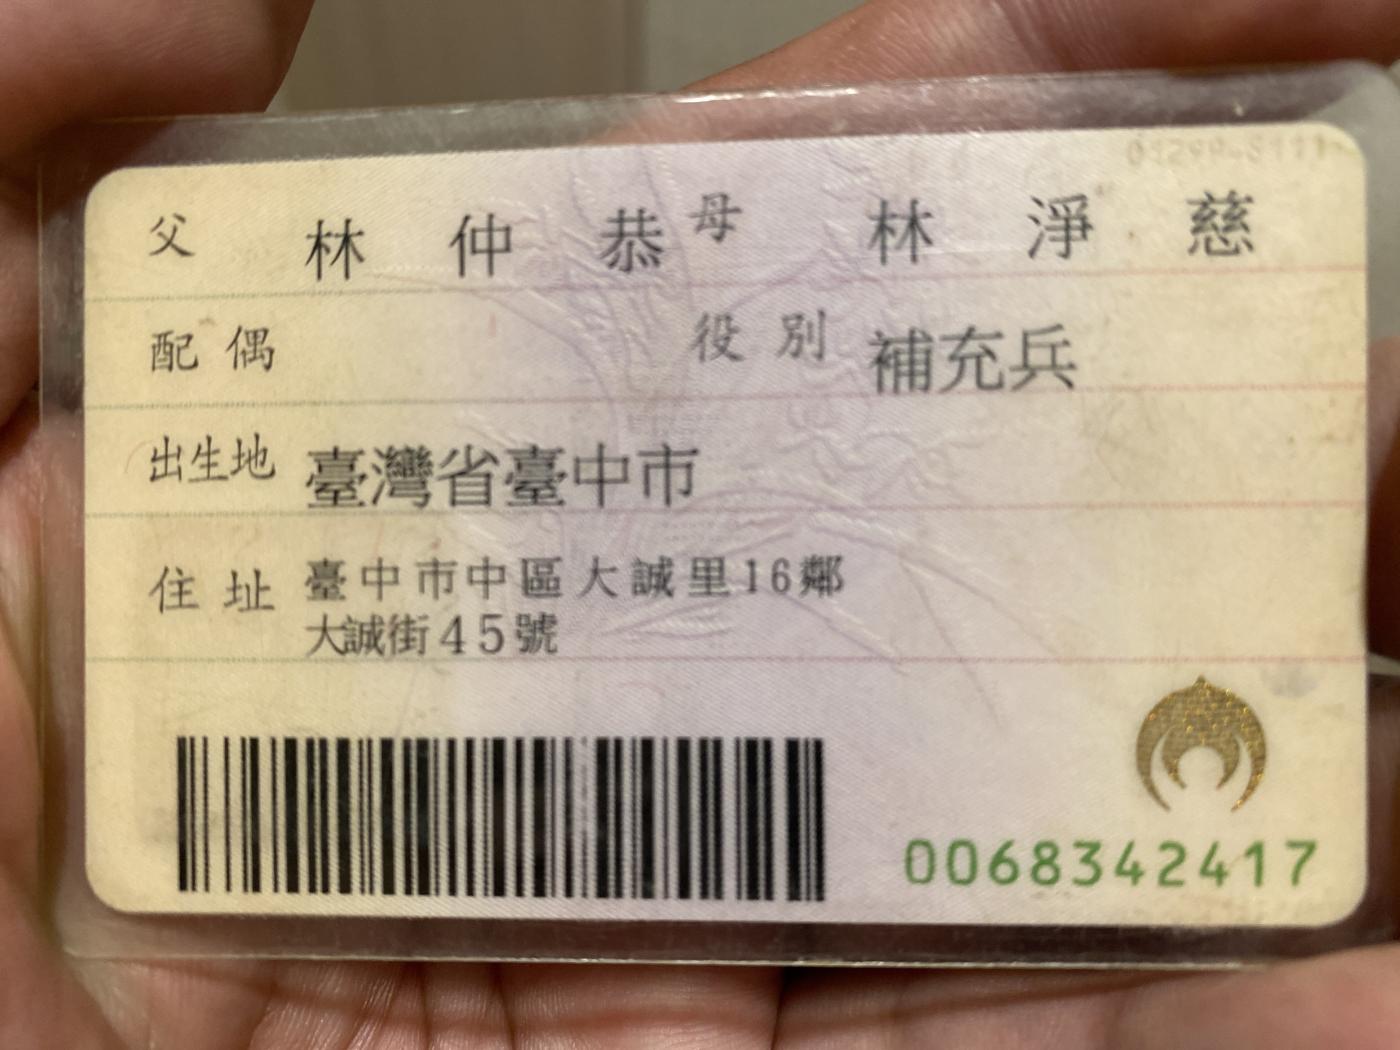 父 林仲恭 母 林淨慈
配偶 役別 補充兵
出生地 臺灣省臺中市
住址 臺中市中區大誠里16鄰
大誠街45號
0068342417